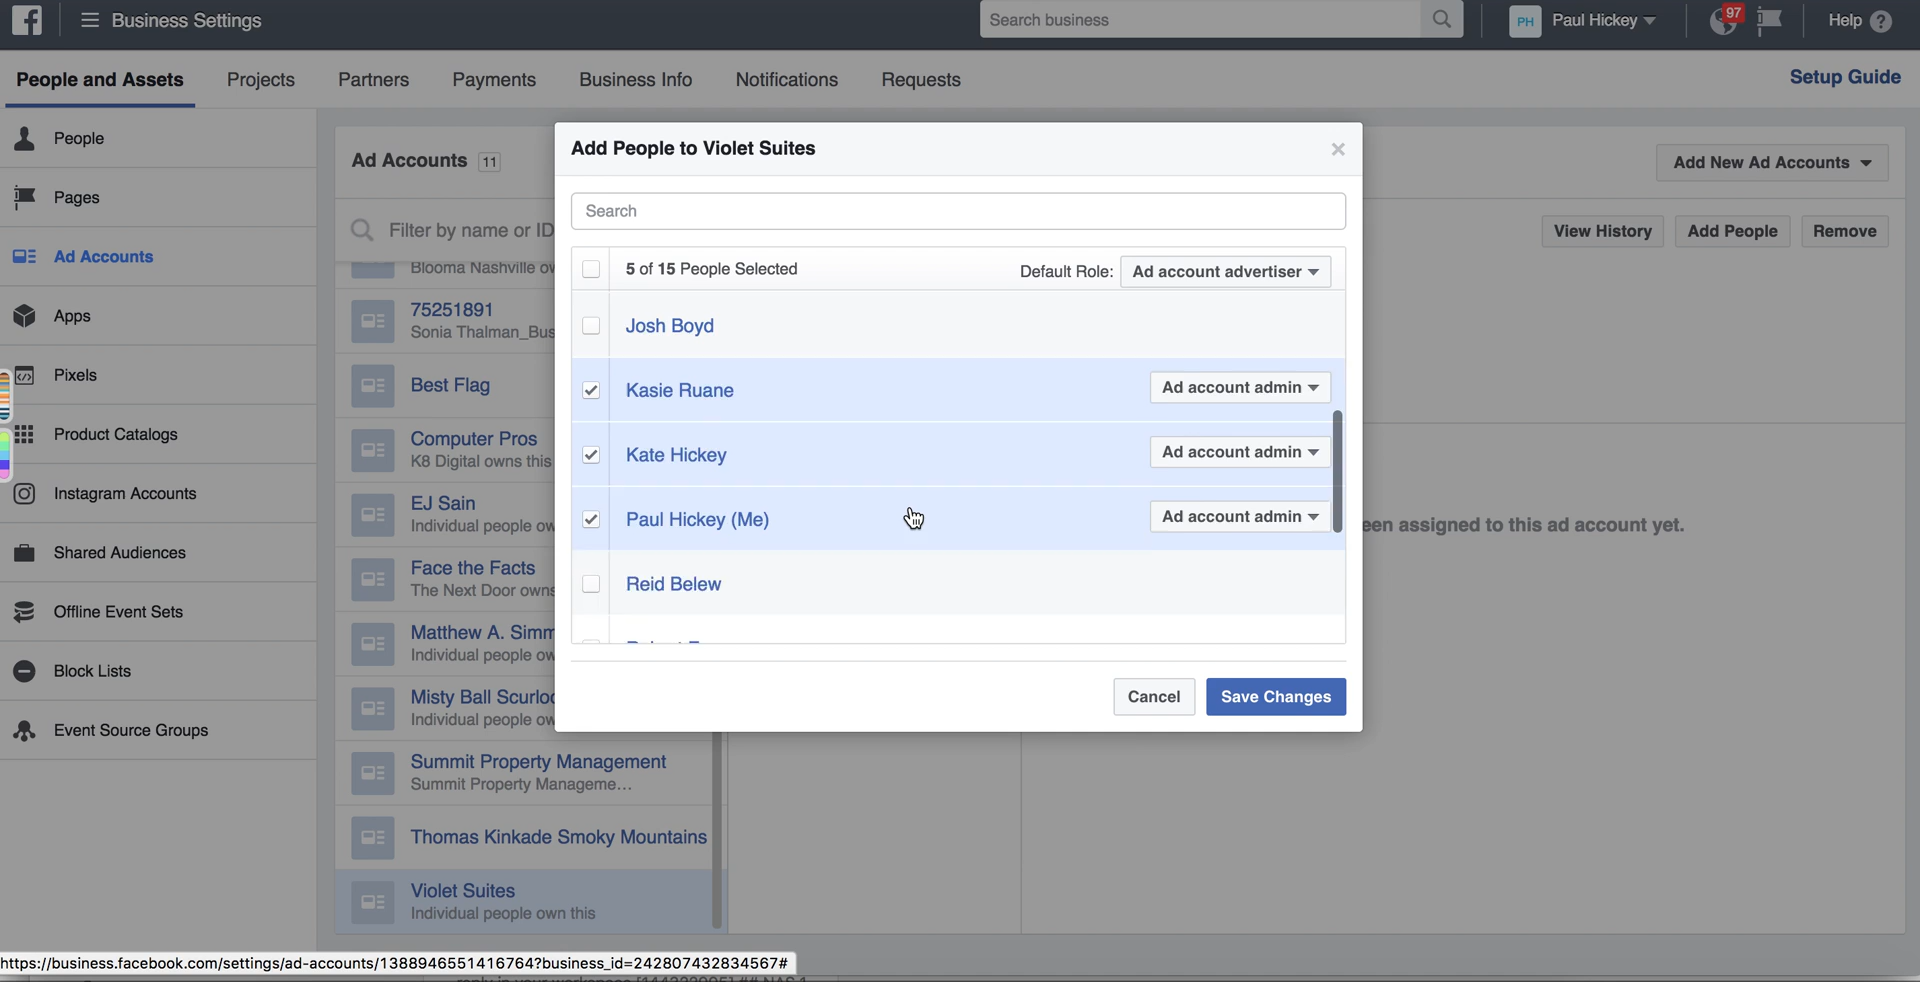 Business Settings
Search business
PH
Paul Hickey
97
Help
People and Assets
Projects
Partners
Payments
Business Info
Notifications
Requests
Setup Guide
People
Pages
Ad Accounts
Apps
Pixels
Product Catalogs
Instagram Accounts
Shared Audiences
Offline Event Sets
Block Lists
Event Source Groups
Ad Accounts 11
Add New Ad Accounts
Filter by name or ID
View History
Add People
Remove
Blooma Nashville ow
75251891
Sonia Thalman_Bus
Best Flag
Computer Pros
K8 Digital owns this
EJ Sain
Individual people ow
Face the Facts
The Next Door owns
Matthew A. Simm
Individual people ow
Misty Ball Scurloc
Individual people ow
Summit Property Management
Summit Property Manageme...
Thomas Kinkade Smoky Mountains
Violet Suites
Individual people own this
een assigned to this ad account yet.
Add People to Violet Suites
Search
5 of 15 People Selected
Default Role:
Ad account advertiser
Josh Boyd
Kasie Ruane
Ad account admin
Kate Hickey
Ad account admin
Paul Hickey (Me)
Ad account admin
Reid Belew
Cancel
Save Changes
https://business.facebook.com/settings/ad-accounts/1388946551416764?business_id=242807432834567#